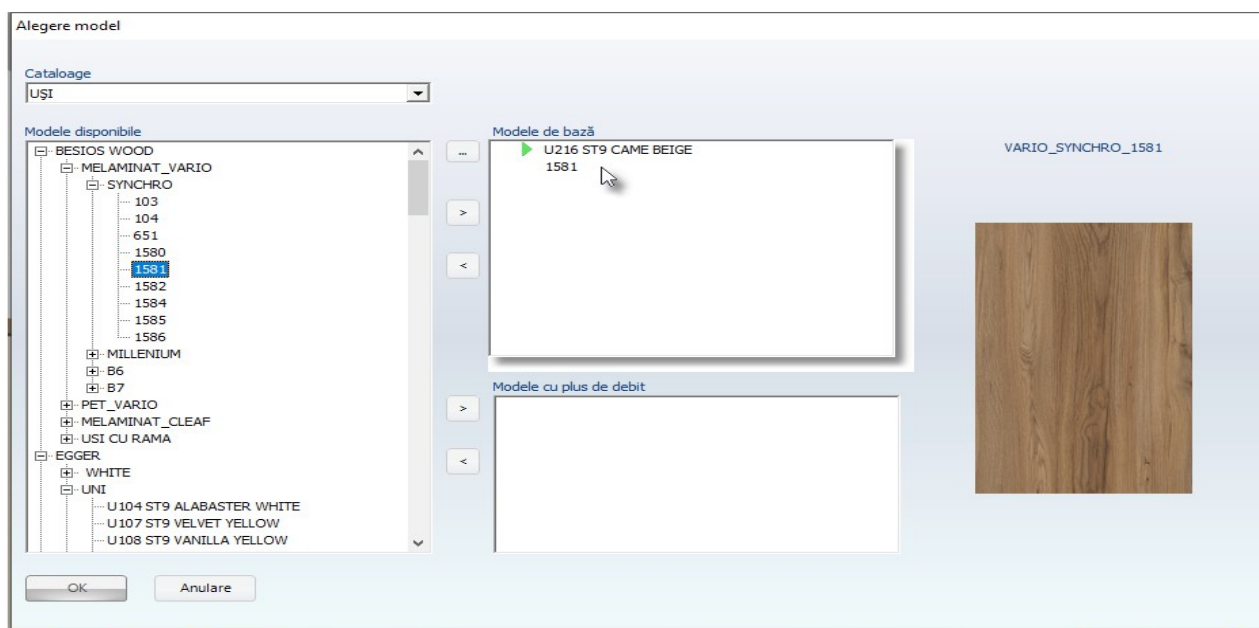 Alegere model
Cataloage
UŞI
Modele disponibile
BESIOS WOOD
MELAMINAT_VARIO
SYNCHRO
103
104
651
1580
1581
1582
1584
1585
1586
MILLENIUM
B6
B7
PET_VARIO
MELAMINAT_CLEAF
USI CU RAMA
EGGER
WHITE
UNI
U104 ST9 ALABASTER WHITE
U107 ST9 VELVET YELLOW
U108 ST9 VANILLA YELLOW
...
>
<
>
<
Modele de bază
U216 ST9 CAME BEIGE
1581
Modele cu plus de debit
VARIO_SYNCHRO_1581
OK
Anulare